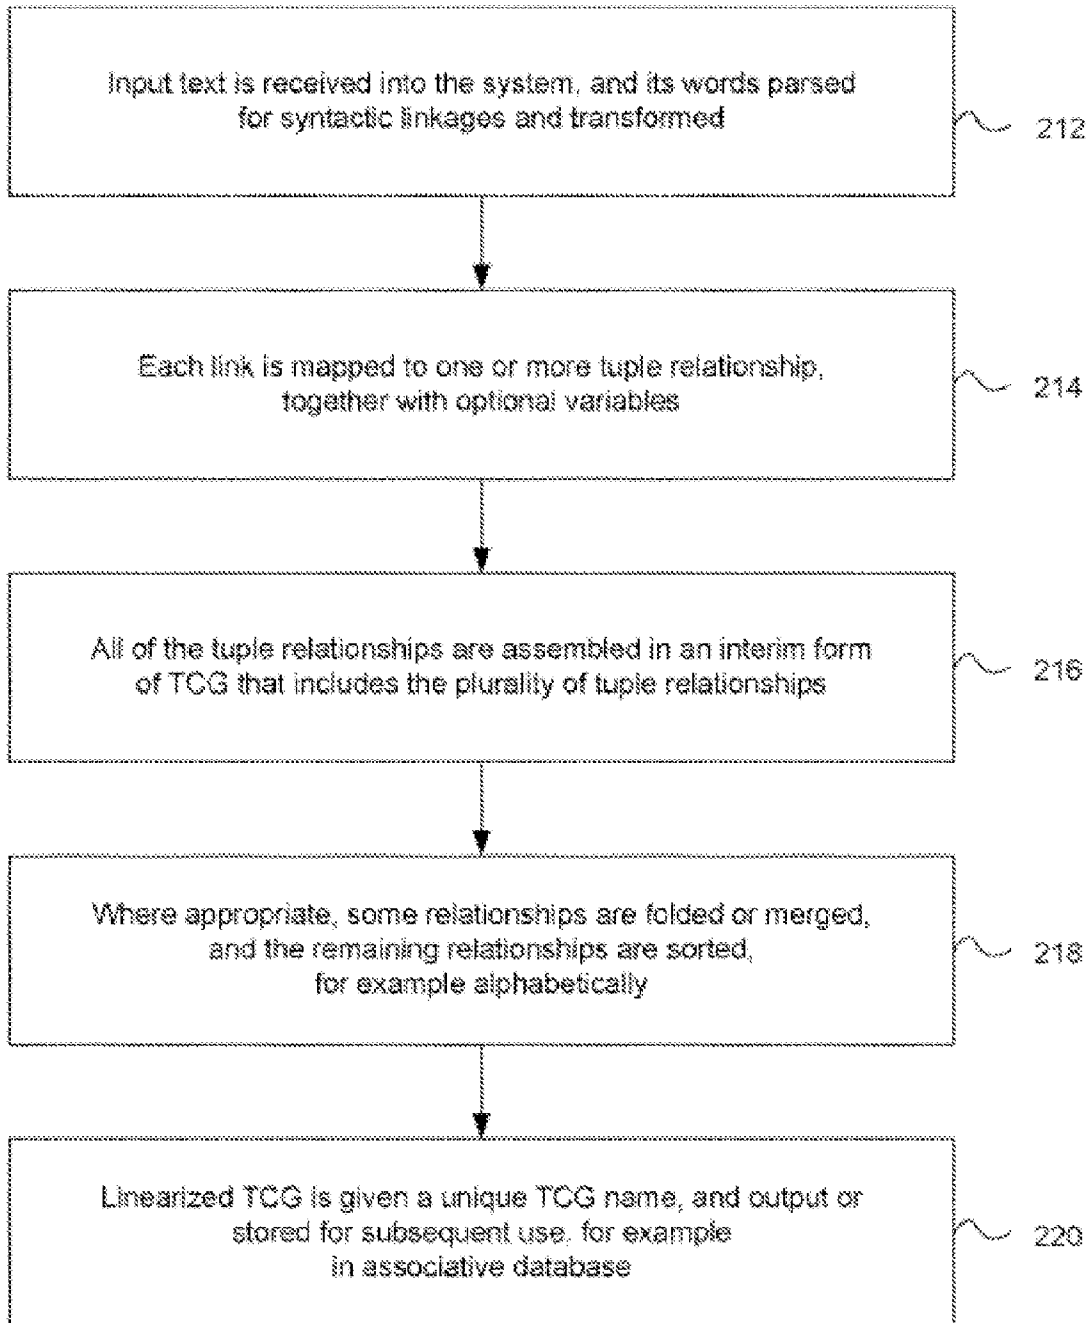 Input text is received into the system, and its words parsed
for syntactic linkages and transformed
212
Each link is mapped to one or more tuple relationship,
together with optional variables
214
All of the tuple relationships are assembled in an interim form
of TCG that includes the plurality of tuple relationships
216
Where appropriate, some relationships are folded or merged,
and the remaining relationships are sorted,
for example alphabetically
218
Linearized TCG is given a unique TCG name, and output or
stored for subsequent use, for example
in associative database
220